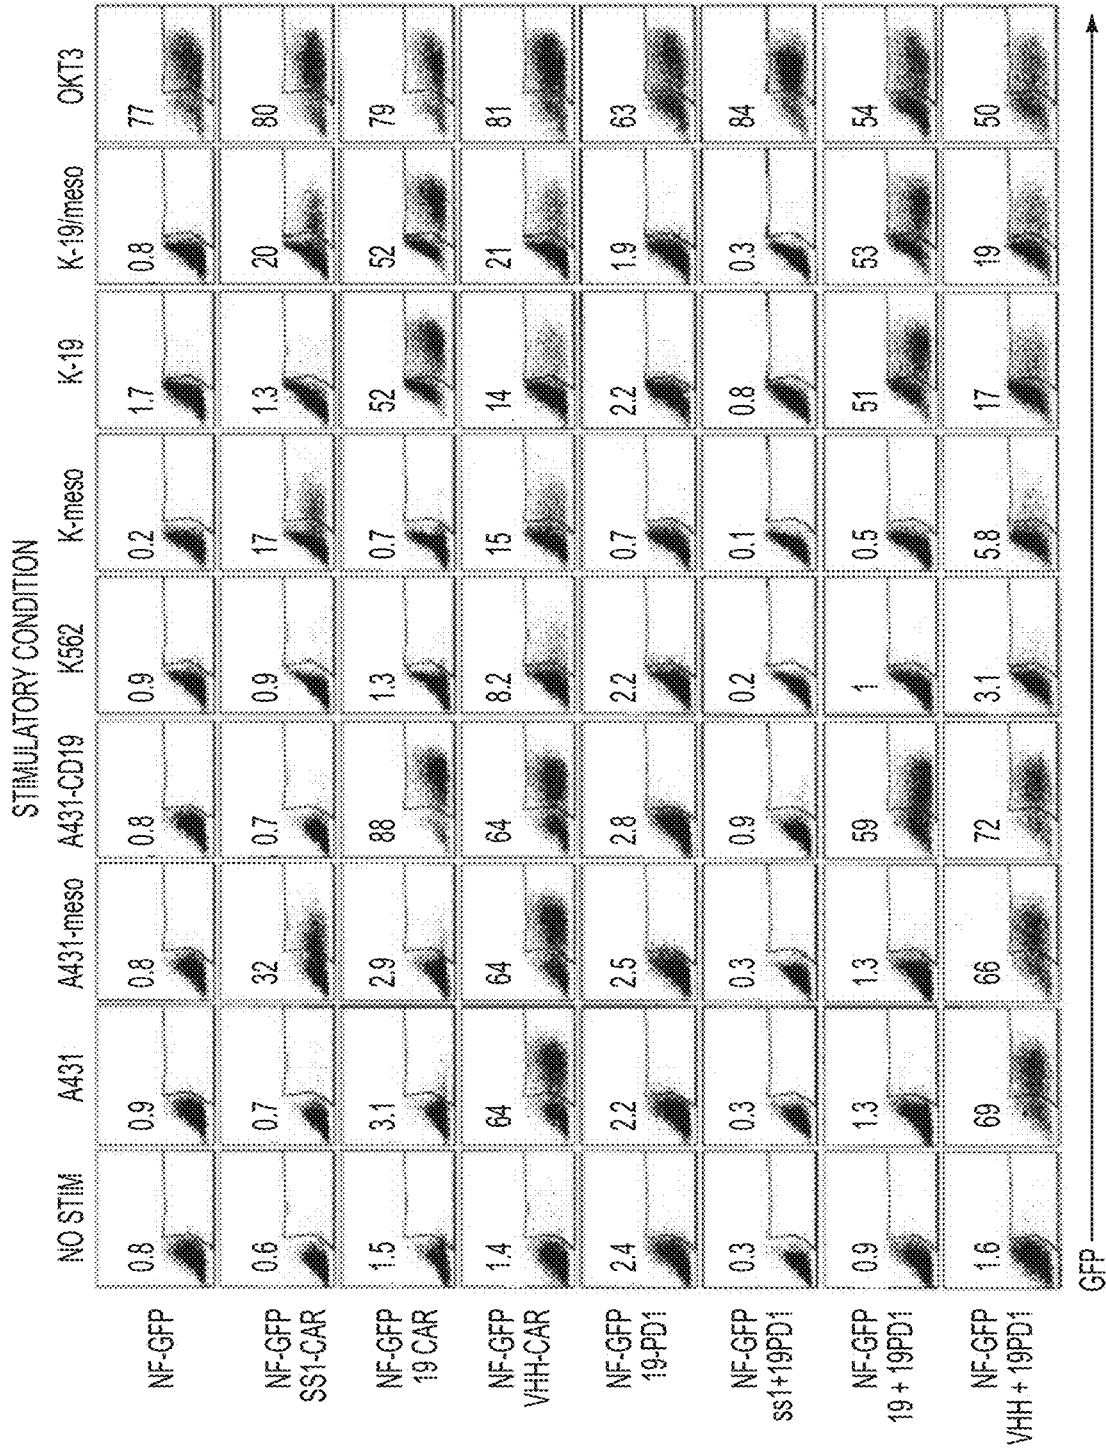 STIMULATORY CONDITION
NO STIM A431 A431-meso A431-CD19 K562 K-meso K-19 K-19/meso OKT3
NF-GFP 0.8 0.9 0.8 0.8 0.9 0.2 1.7 0.8 77
NF-GFP
SS1-CAR 0.6 0.7 32 0.7 0.9 17 1.3 20 80
NF-GFP
19 CAR 1.5 3.1 2.9 88 1.3 0.7 52 52 79
NF-GFP
VHH-CAR 1.4 64 64 64 8.2 15 14 21 81
NF-GFP
19-PD1 2.4 2.2 2.5 2.8 2.2 0.7 2.2 1.9 63
NF-GFP
ss1+19PD1 0.3 0.3 0.3 0.9 0.2 0.1 0.8 0.3 84
NF-GFP
19 + 19PD1 0.9 1.3 1.3 59 1 0.5 51 53 54
NF-GFP
VHH + 19PD1 1.6 69 66 72 3.1 5.8 17 19 50
GFP